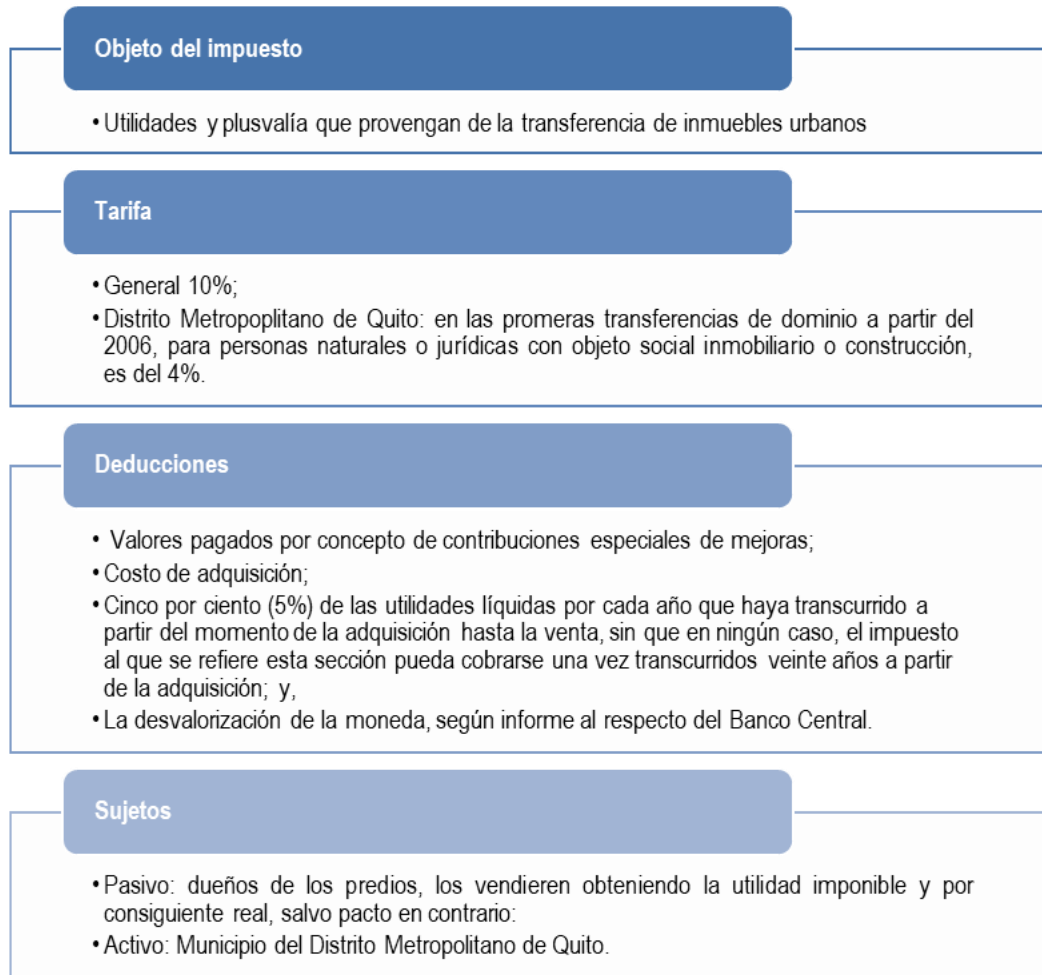 Objeto del impuesto
• Utilidades y plusvalía que provengan de la transferencia de inmuebles urbanos
Tarifa
• General 10%;
• Distrito Metropoplitano de Quito: en las promeras transferencias de dominio a partir del
2006, para personas naturales o jurídicas con objeto social inmobiliario o construcción,
es del 4%.
Deducciones
• Valores pagados por concepto de contribuciones especiales de mejoras;
• Costo de adquisición;
• Cinco por ciento (5%) de las utilidades líquidas por cada año que haya transcurrido a
partir del momento de la adquisición hasta la venta, sin que en ningún caso, el impuesto
al que se refiere esta sección pueda cobrarse una vez transcurridos veinte años a partir
de la adquisición; y,
• La desvalorización de la moneda, según informe al respecto del Banco Central.
Sujetos
• Pasivo: dueños de los predios, los vendieren obteniendo la utilidad imponible y por
consiguiente real, salvo pacto en contrario:
• Activo: Municipio del Distrito Metropolitano de Quito.